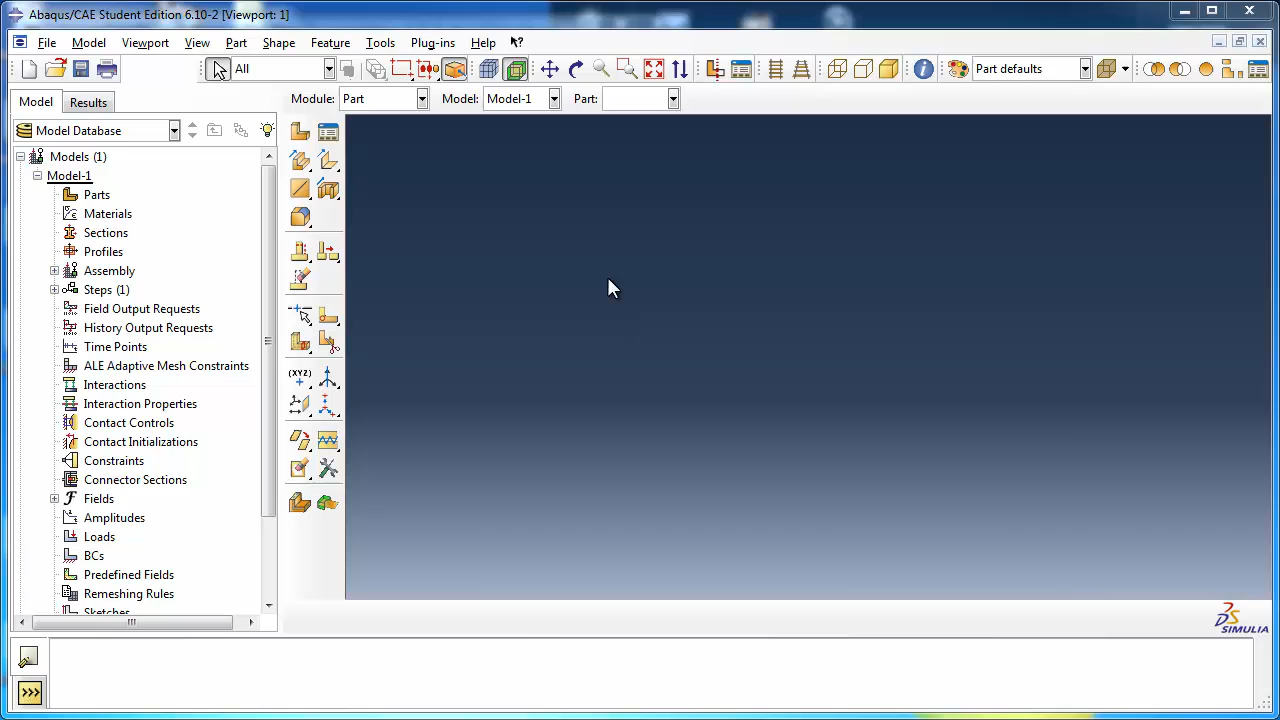 Abaqus/CAE Student Edition 6.10-2 [Viewport: 1]
File Model Viewport View Part Shape Feature Tools Plug-ins Help
All
Part defaults
Model Results
Module: Part Model: Model-1 Part:
Model Database
Models (1)
Model-1
Parts
Materials
Sections
Profiles
Assembly
Steps (1)
Field Output Requests
History Output Requests
Time Points
ALE Adaptive Mesh Constraints
Interactions
Interaction Properties
Contact Controls
Contact Initializations
Constraints
Connector Sections
Fields
Amplitudes
Loads
BCs
Predefined Fields
Remeshing Rules
Sketches
(XYZ)
SIMULIA
>>>